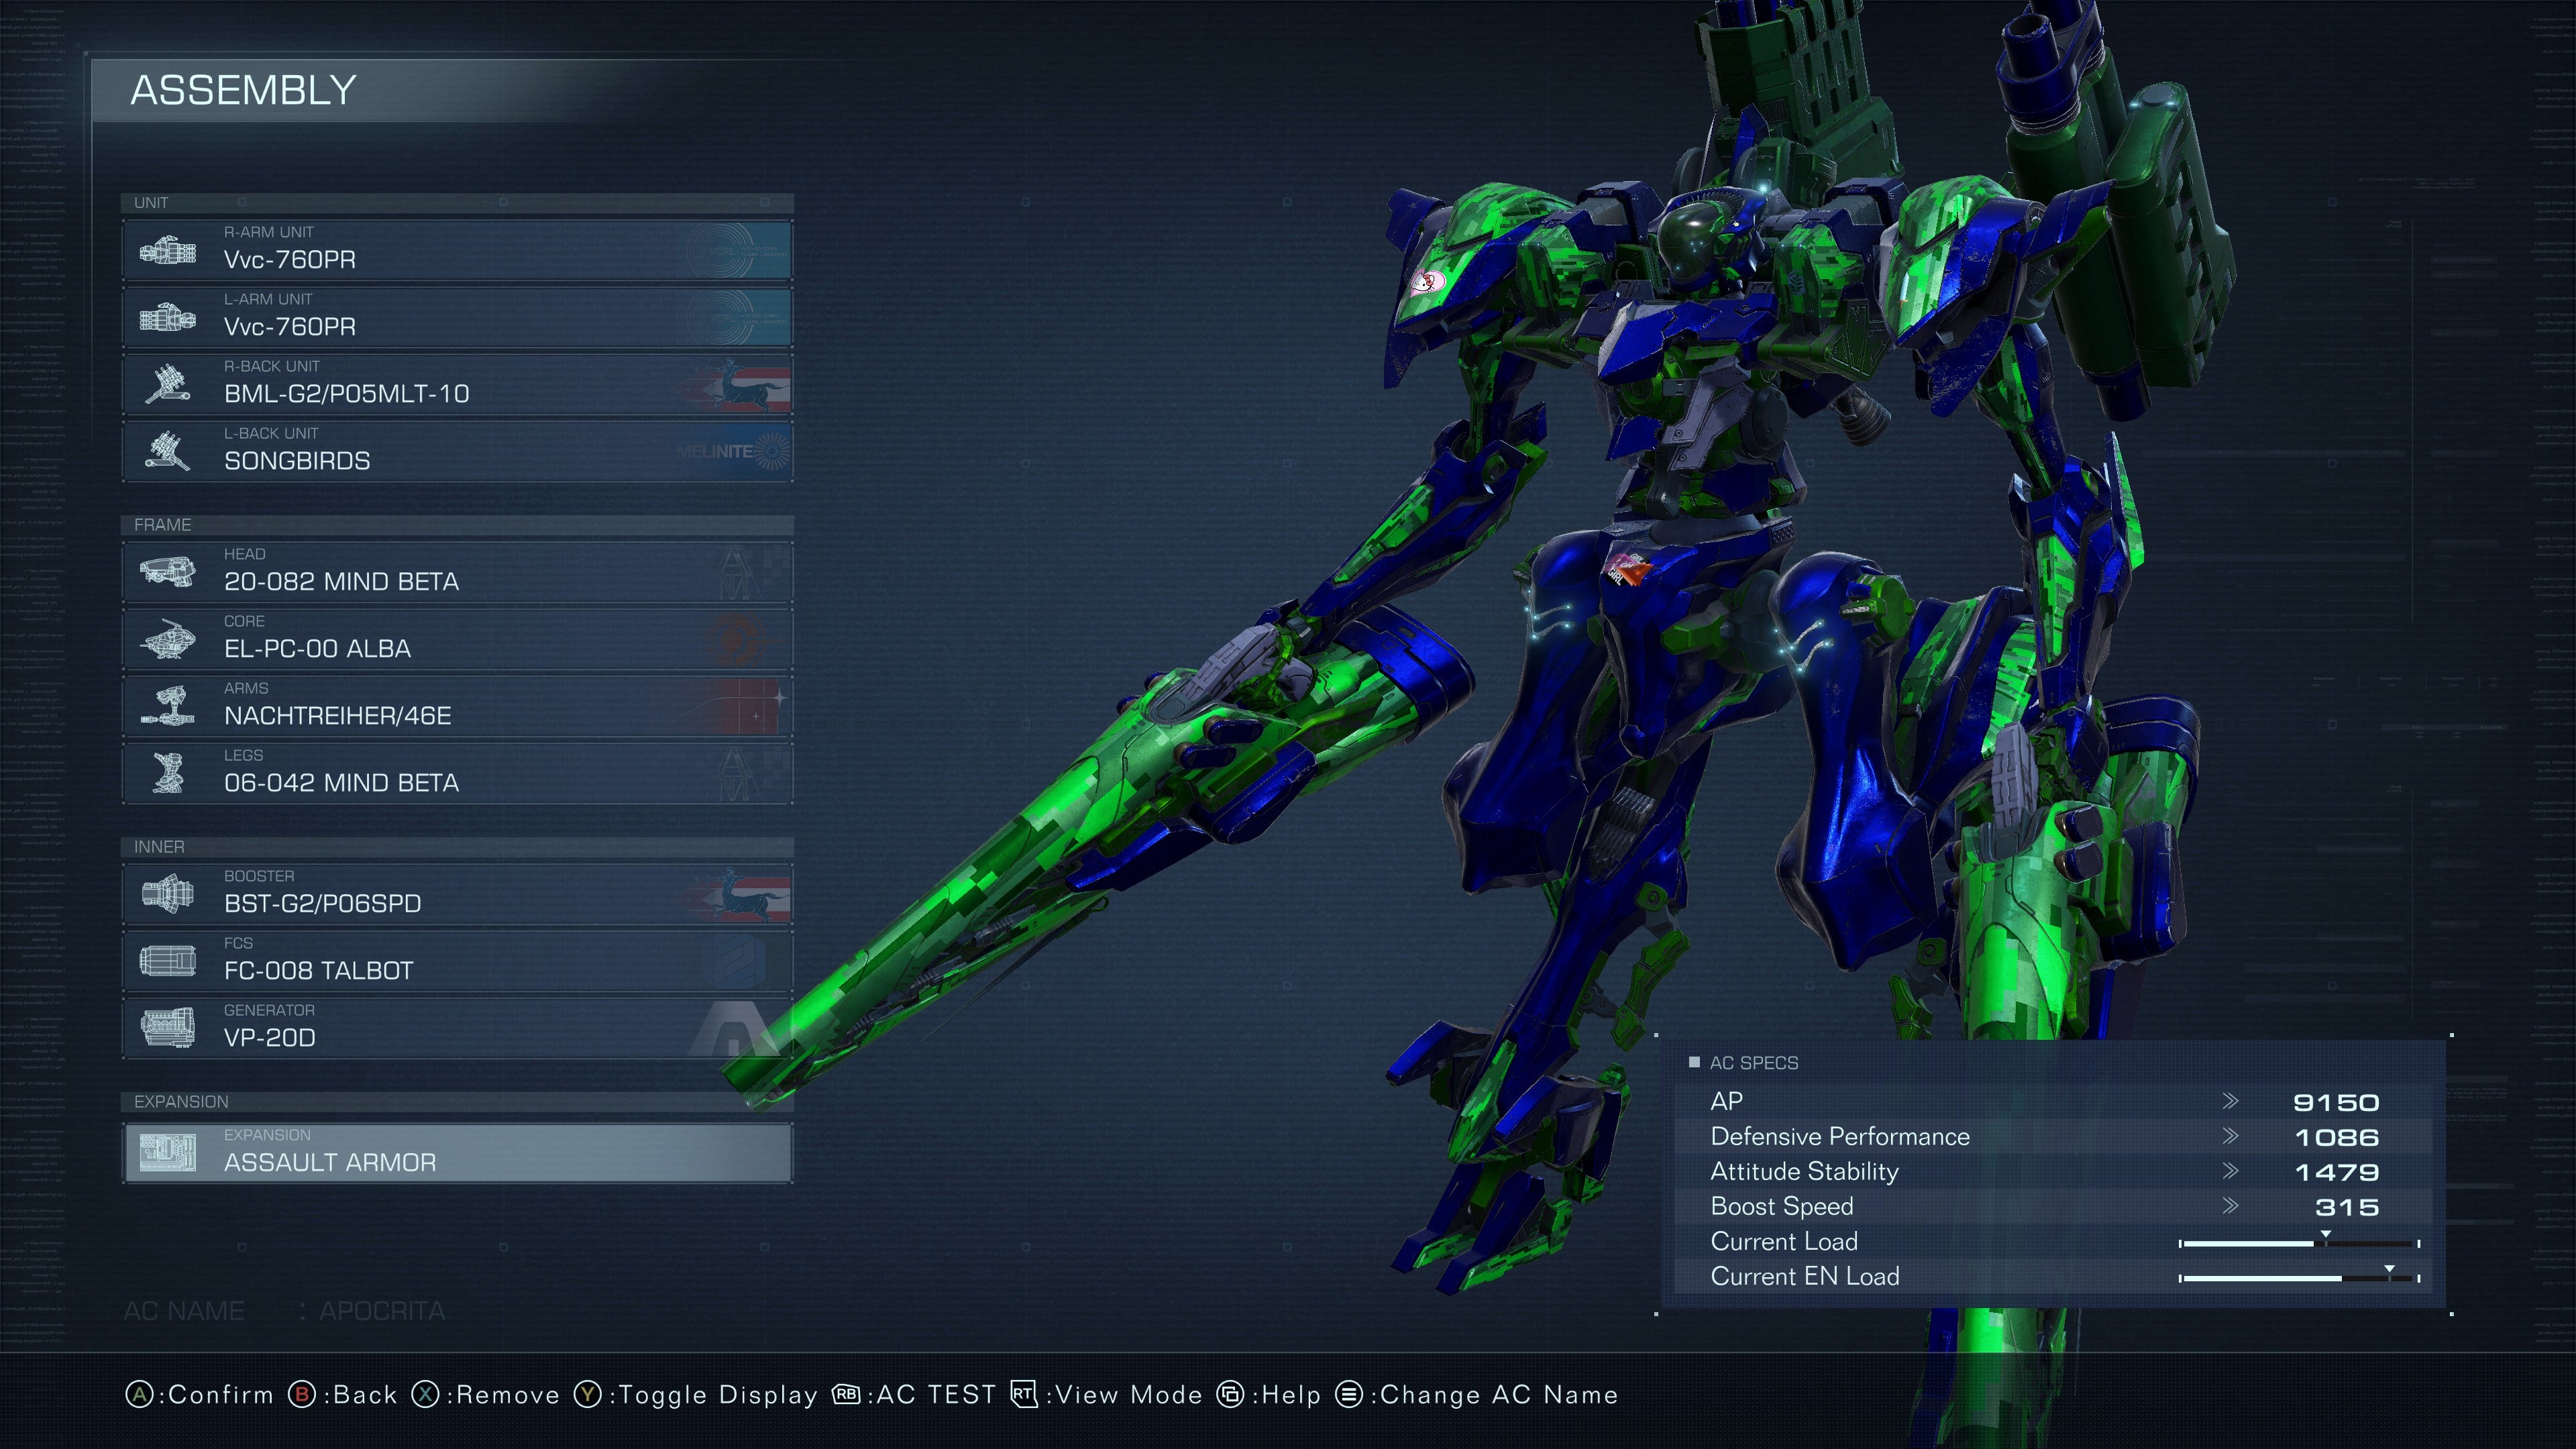 ASSEMBLY
UNIT
R-ARM UNIT
Vvc-760PR
L-ARM UNIT
Vvc-760PR
R-BACK UNIT
BML-G2/P05MLT-10
L-BACK UNIT
SONGBIRDS
MELINITE
FRAME
HEAD
20-082 MIND BETA
CORE
EL-PC-00 ALBA
ARMS
NACHTREIHER/46E
LEGS
06-042 MIND BETA
INNER
BOOSTER
BST-G2/P06SPD
FCS
FC-008 TALBOT
GENERATOR
VP-20D
EXPANSION
EXPANSION
ASSAULT ARMOR
AC NAME : APOCRITA
AC SPECS
AP 9150
Defensive Performance 1086
Attitude Stability 1479
Boost Speed 315
Current Load
Current EN Load
A:Confirm B:Back X:Remove Y:Toggle Display RB:AC TEST RT:View Mode :Help :Change AC Name